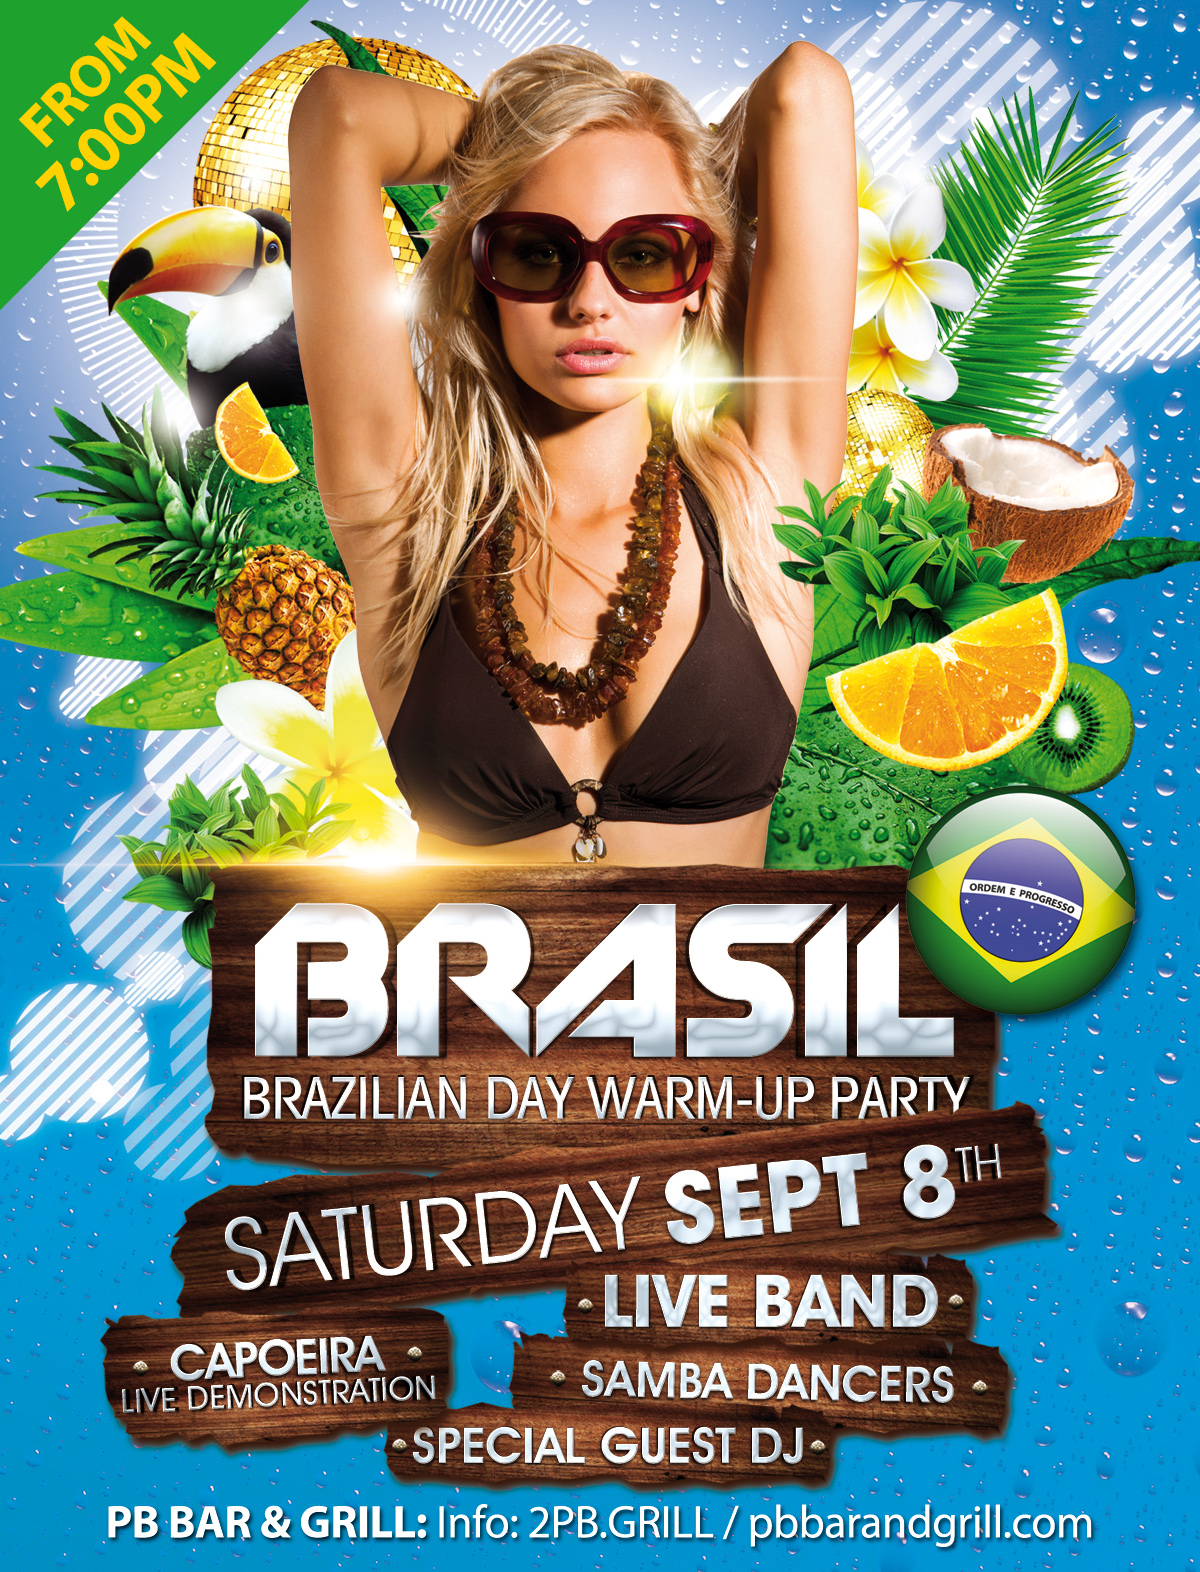 FROM
7:00PM
ORDEM E PROGRESSO
BRASIL
BRAZILIAN DAY WARM-UP PARTY
SATURDAY SEPT 8TH
LIVE BAND
CAPOEIRA
LIVE DEMONSTRATION
SAMBA DANCERS
SPECIAL GUEST DJ
PB BAR & GRILL: Info: 2PB.GRILL / pbbarandgrill.com